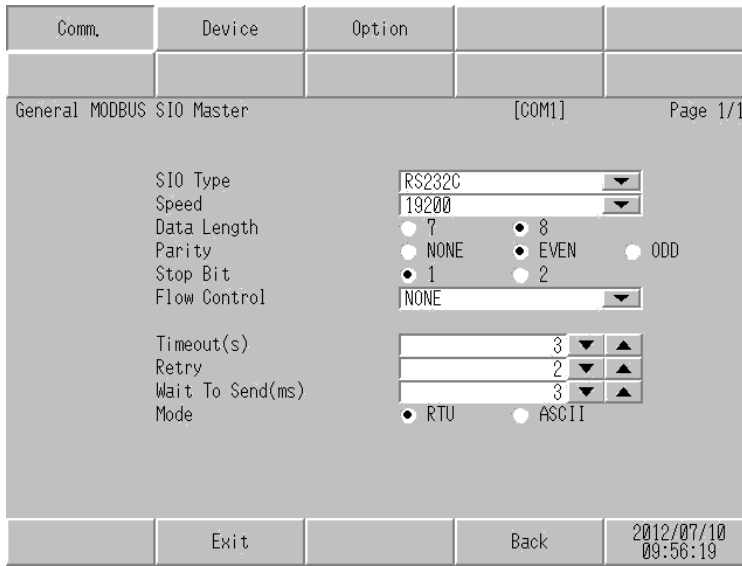 Comm. Device Option
General MODBUS SIO Master [COM1] Page 1/1
SIO Type RS232C
Speed 19200
Data Length 7 8
Parity NONE EVEN ODD
Stop Bit 1 2
Flow Control NONE
Timeout(s) 3
Retry 2
Wait To Send(ms) 3
Mode RTU ASCII
Exit Back 2012/07/10
09:56:19